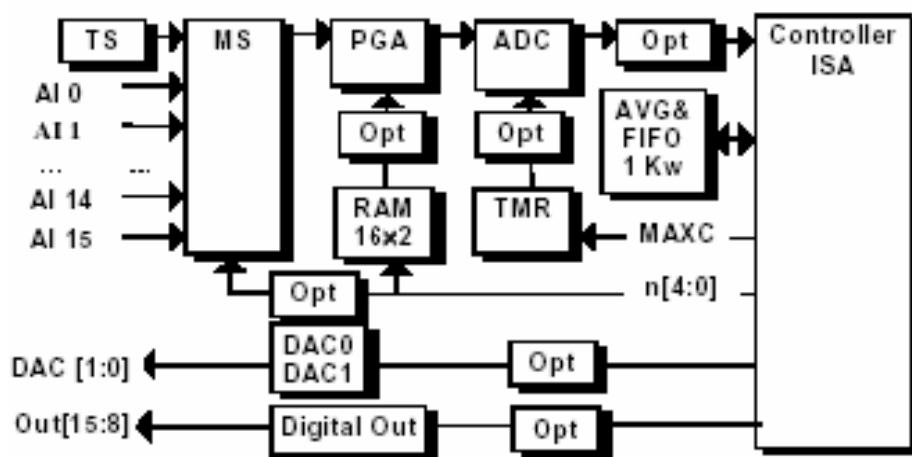 TS
MS
PGA
ADC
Opt
Controller
ISA
AI 0
AI 1
... ...
AI 14
AI 15
Opt
Opt
AVG&
FIFO
1 Kw
RAM
16×2
TMR
MAXC
Opt
n[4:0]
DAC [1:0]
DAC0
DAC1
Opt
Out[15:8]
Digital Out
Opt